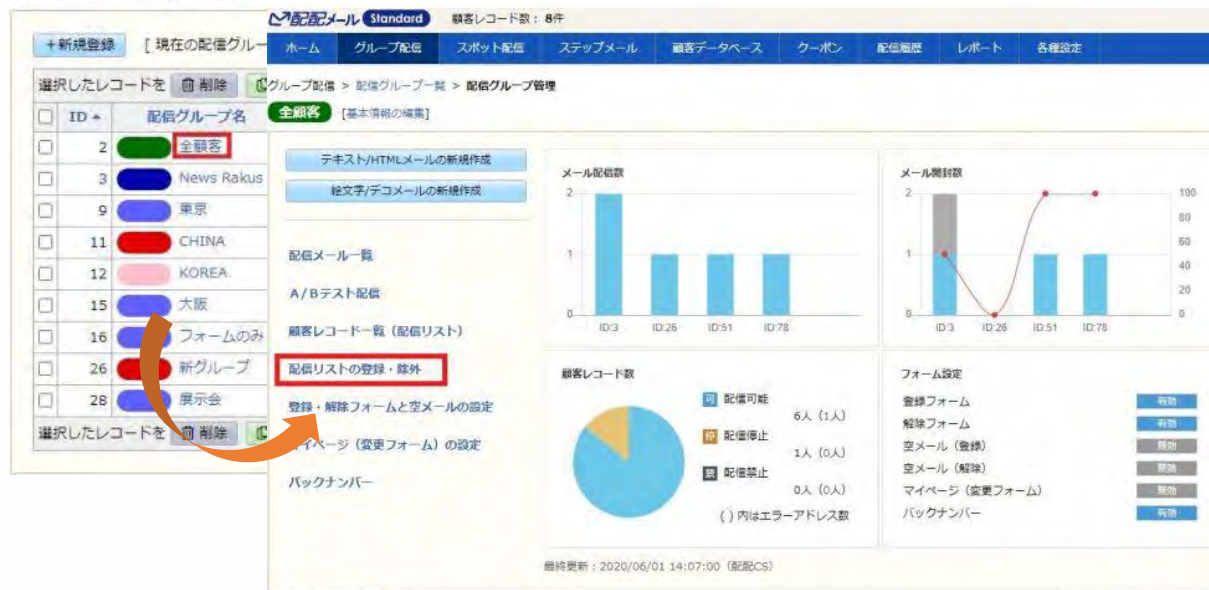 +新規登録 [現在の配信グルー
選択したレコードを 削除
ID 配信グループ名
2 全顧客
3 News Rakus
9 東京
11 CHINA
12 KOREA
15 大阪
16 フォームのみ
26 新グループ
28 展示会
選択したレコードを 削除
配配メール Standard 顧客レコード数: 8件
ホーム グループ配信 スポット配信 ステップメール 顧客データベース クーポン 配信履歴 レポート 各種設定
グループ配信 > 配信グループ一覧 > 配信グループ管理
全顧客 [基本情報の編集]
テキスト/HTMLメールの新規作成
絵文字/デコメールの新規作成
配信メール一覧
A/Bテスト配信
顧客レコード一覧(配信リスト)
配信リストの登録・除外
登録・解除フォームと空メールの設定
マイページ(変更フォーム)の設定
バックナンバー
メール配信数
2
1
0
ID:3 ID:26 ID:51 ID:78
メール開封数
2
1
0
100
80
60
40
20
0
ID:3 ID:26 ID:51 ID:78
顧客レコード数
可 配信可能
6人 (1人)
停 配信停止
1人 (0人)
禁 配信禁止
0人 (0人)
( )内はエラーアドレス数
フォーム設定
登録フォーム 有効
解除フォーム 有効
空メール(登録) 無効
空メール(解除) 無効
マイページ(変更フォーム) 無効
バックナンバー 有効
最終更新:2020/06/01 14:07:00 (配配CS)